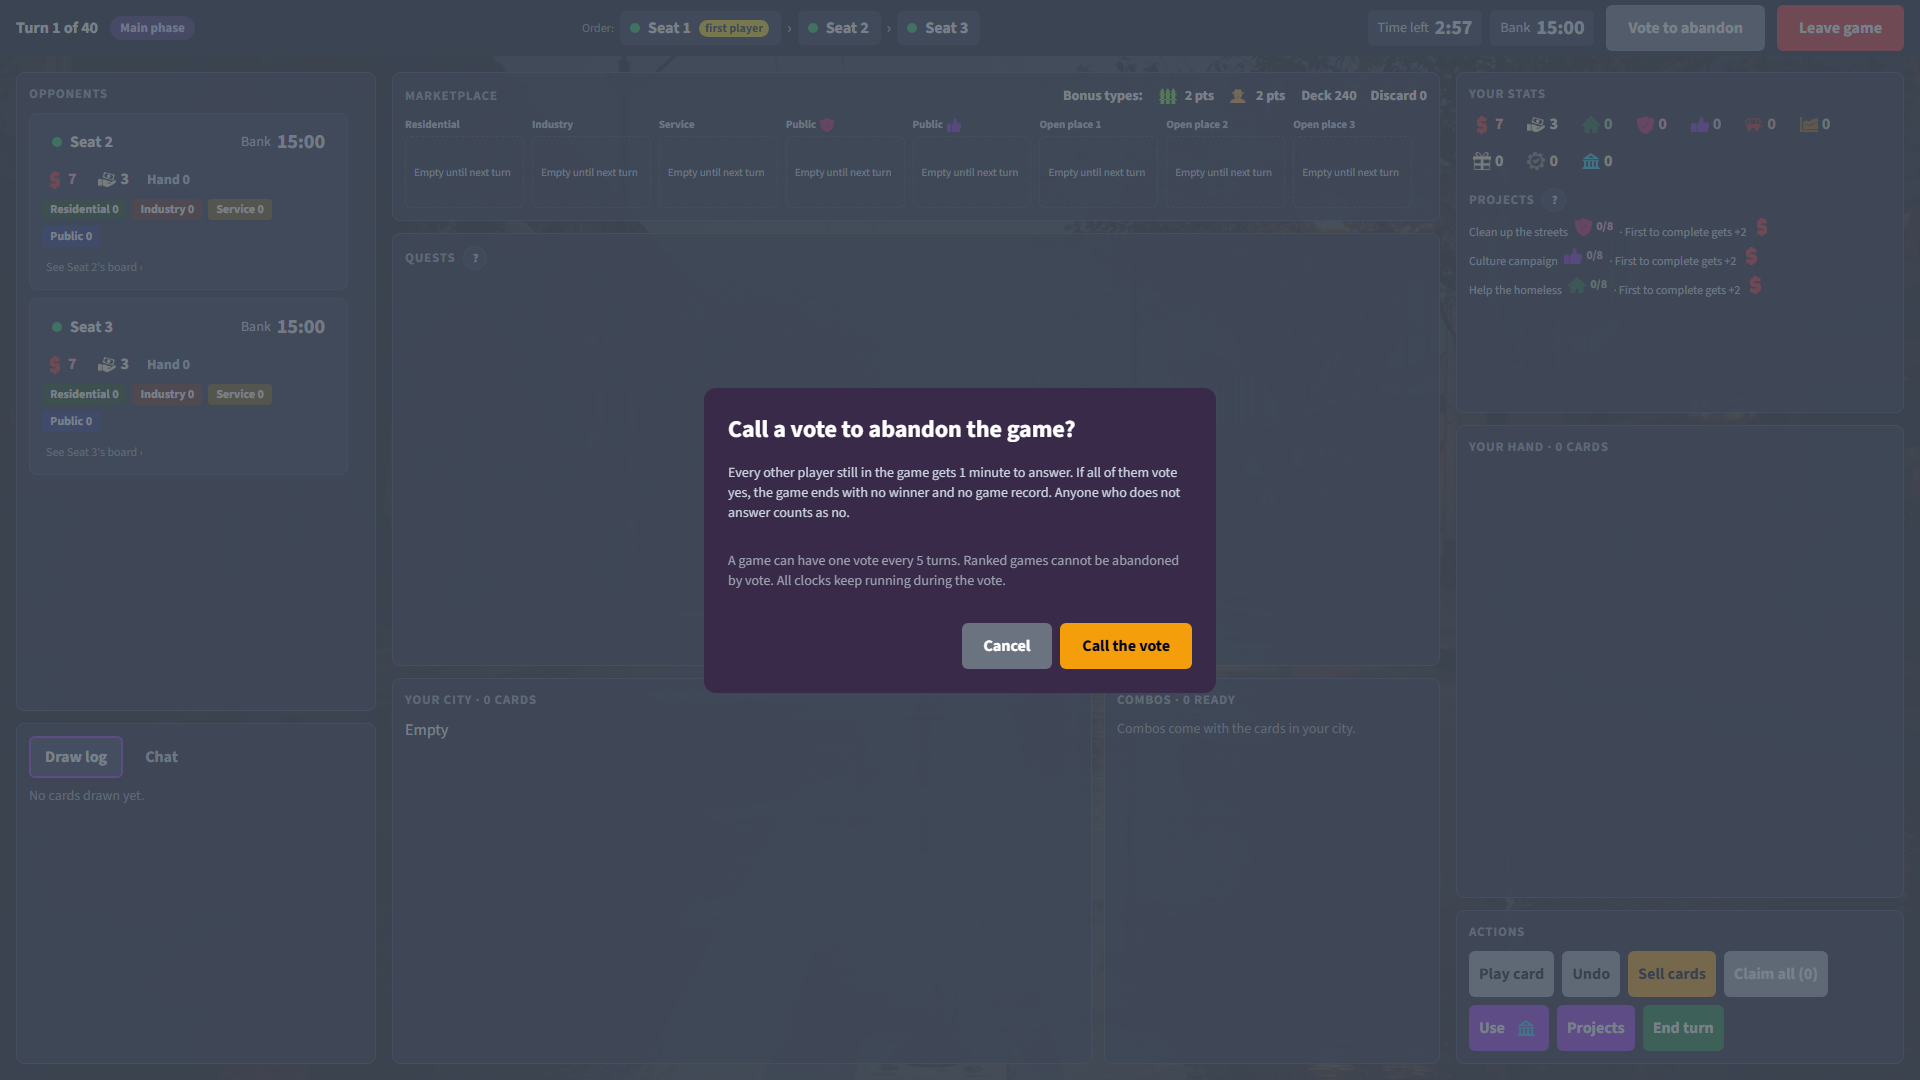 Turn 1 of 40
Main phase
Order:
Seat 1
first player
›
Seat 2
›
Seat 3
Time left 2:57
Bank 15:00
Vote to abandon
Leave game
OPPONENTS
Seat 2
Bank 15:00
7
3
Hand 0
Residential 0
Industry 0
Service 0
Public 0
See Seat 2's board ›
Seat 3
Bank 15:00
7
3
Hand 0
Residential 0
Industry 0
Service 0
Public 0
See Seat 3's board ›
Draw log
Chat
No cards drawn yet.
MARKETPLACE
Bonus types:
2 pts
2 pts
Deck 240
Discard 0
Residential
Industry
Service
Public
Public
Open place 1
Open place 2
Open place 3
Empty until next turn
Empty until next turn
Empty until next turn
Empty until next turn
Empty until next turn
Empty until next turn
Empty until next turn
Empty until next turn
QUESTS
?
Call a vote to abandon the game?
Every other player still in the game gets 1 minute to answer. If all of them vote
yes, the game ends with no winner and no game record. Anyone who does not
answer counts as no.
A game can have one vote every 5 turns. Ranked games cannot be abandoned
by vote. All clocks keep running during the vote.
Cancel
Call the vote
YOUR CITY · 0 CARDS
Empty
COMBOS · 0 READY
Combos come with the cards in your city.
YOUR STATS
$ 7
3
0
0
0
0
0
0
0
0
PROJECTS
?
Clean up the streets 0/8 · First to complete gets +2 $
Culture campaign 0/8 · First to complete gets +2 $
Help the homeless 0/8 · First to complete gets +2 $
YOUR HAND · 0 CARDS
ACTIONS
Play card
Undo
Sell cards
Claim all (0)
Use
Projects
End turn